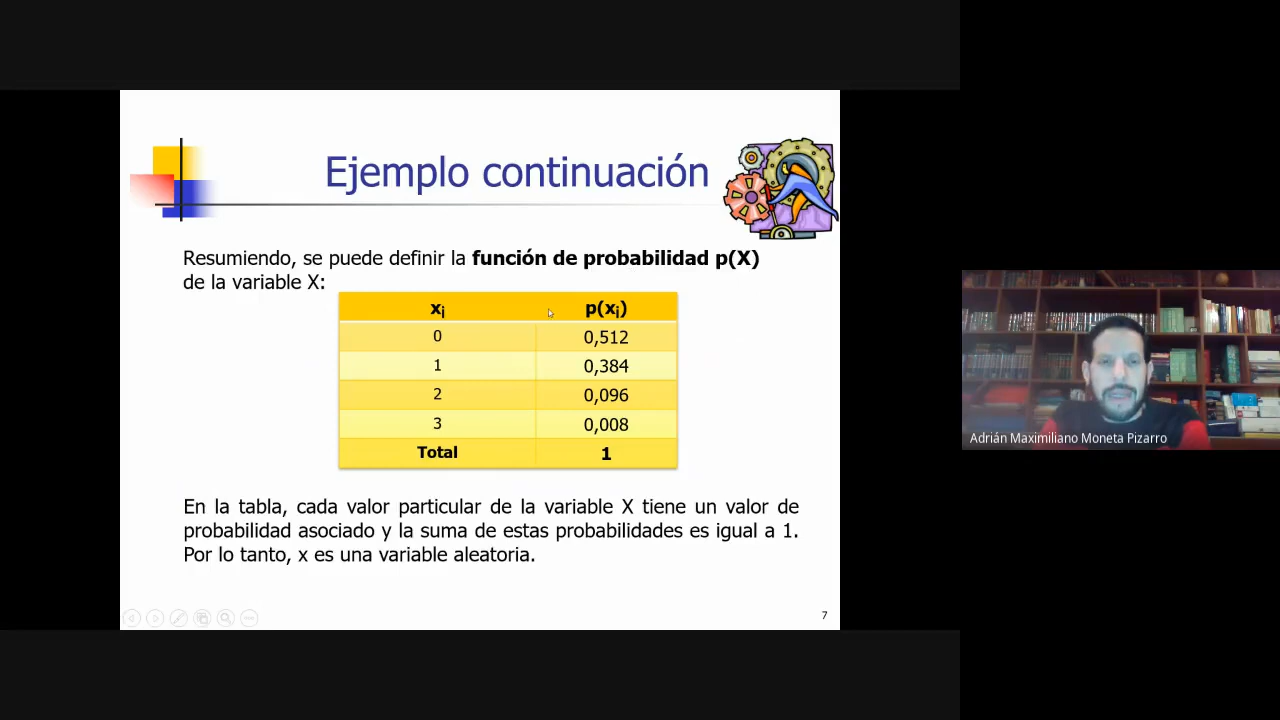 Ejemplo continuación
Resumiendo, se puede definir la función de probabilidad p(X)
de la variable X:
xi p(xi)
0 0,512
1 0,384
2 0,096
3 0,008
Total 1
En la tabla, cada valor particular de la variable X tiene un valor de
probabilidad asociado y la suma de estas probabilidades es igual a 1.
Por lo tanto, x es una variable aleatoria.
7
Adrián Maximiliano Moneta Pizarro